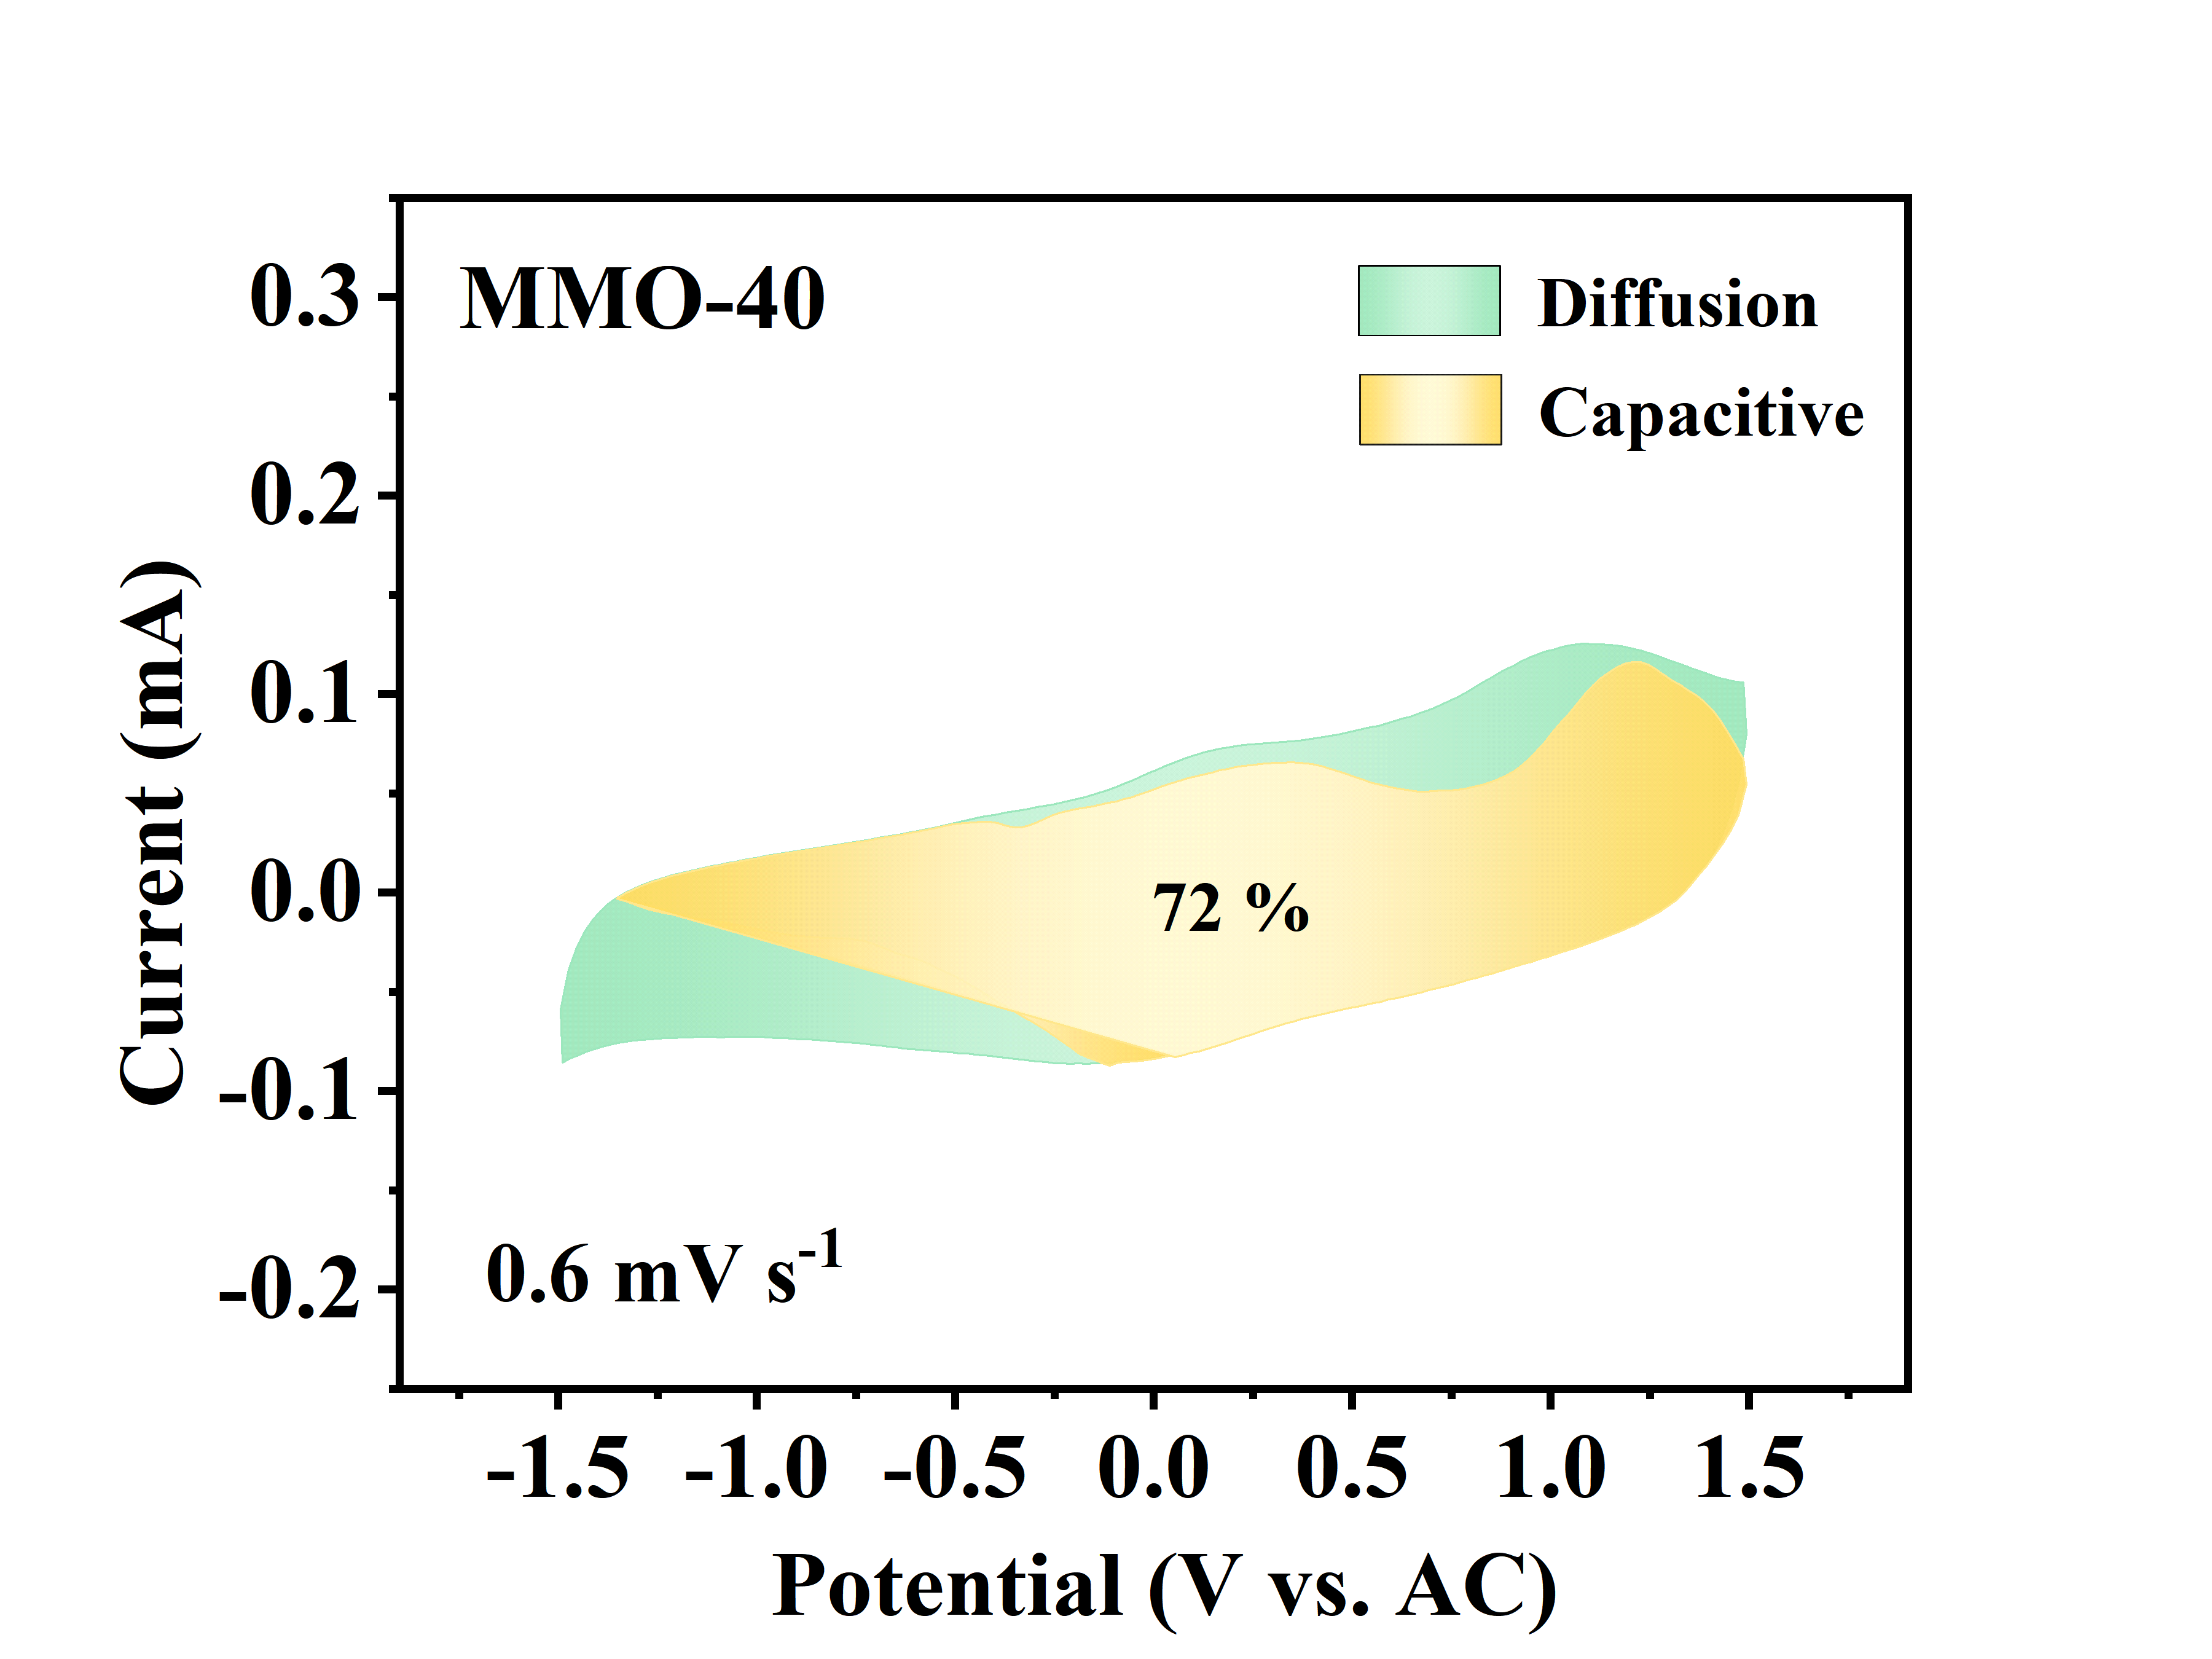 MMO-40
Diffusion
Capacitive
72 %
0.6 mV s⁻¹
0.3
0.2
0.1
0.0
-0.1
-0.2
Current (mA)
-1.5 -1.0 -0.5 0.0 0.5 1.0 1.5
Potential (V vs. AC)